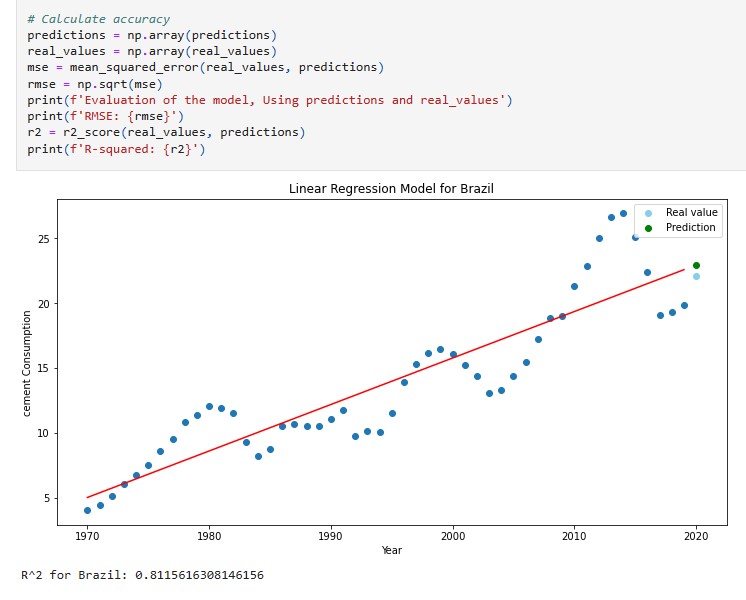 # Calculate accuracy
predictions = np.array(predictions)
real_values = np.array(real_values)
mse = mean_squared_error(real_values, predictions)
rmse = np.sqrt(mse)
print(f'Evaluation of the model, Using predictions and real_values')
print(f'RMSE: {rmse}')
r2 = r2_score(real_values, predictions)
print(f'R-squared: {r2}')
Linear Regression Model for Brazil
Real value
Prediction
25
20
15
10
5
cement Consumption
1970 1980 1990 2000 2010 2020
Year
R^2 for Brazil: 0.8115616308146156